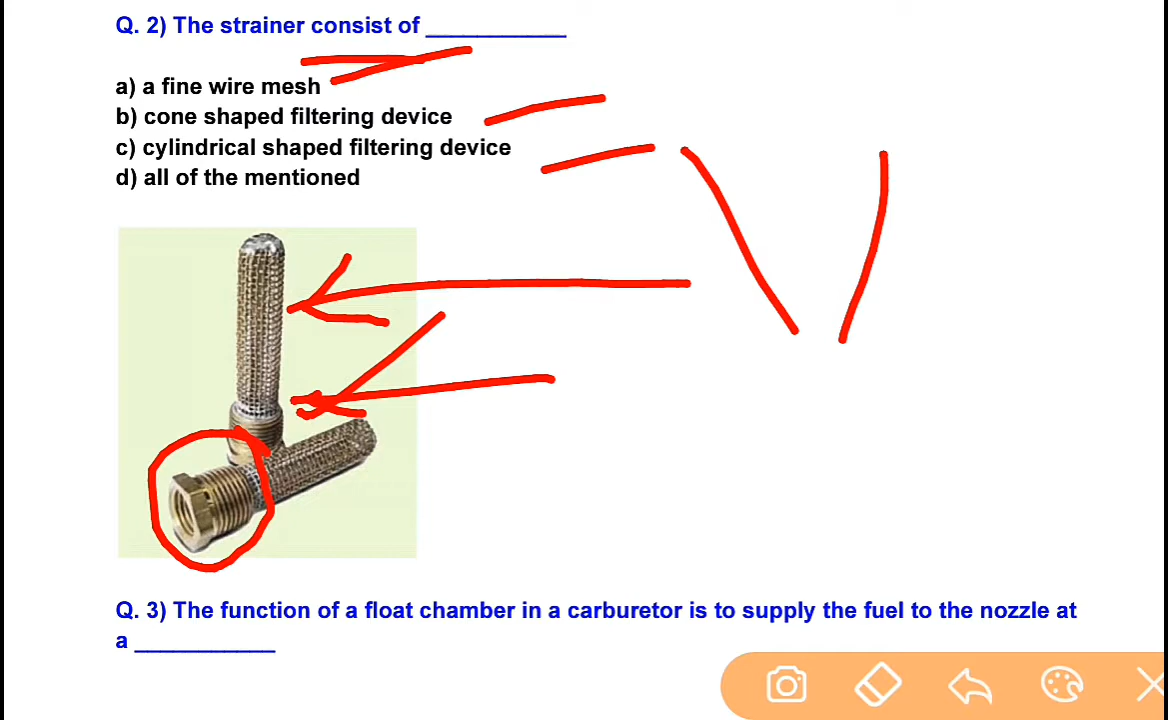 Q. 2) The strainer consist of ___________
a) a fine wire mesh
b) cone shaped filtering device
c) cylindrical shaped filtering device
d) all of the mentioned
Q. 3) The function of a float chamber in a carburetor is to supply the fuel to the nozzle at
a ___________